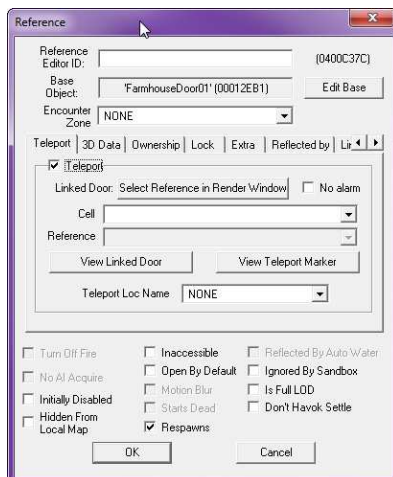 Reference
Reference Editor ID:
(0400C37C)
Base Object:
'FarmhouseDoor01' (00012EB1)
Edit Base
Encounter Zone
NONE
Teleport 3D Data Ownership Lock Extra Reflected by
Teleport
Linked Door: Select Reference in Render Window
No alarm
Cell
Reference
View Linked Door
View Teleport Marker
Teleport Loc Name
NONE
Turn Off Fire
Inaccessible
Reflected By Auto Water
No AI Acquire
Open By Default
Ignored By Sandbox
Initially Disabled
Motion Blur
Is Full LOD
Hidden From Local Map
Starts Dead
Don't Havok Settle
Respawns
OK
Cancel